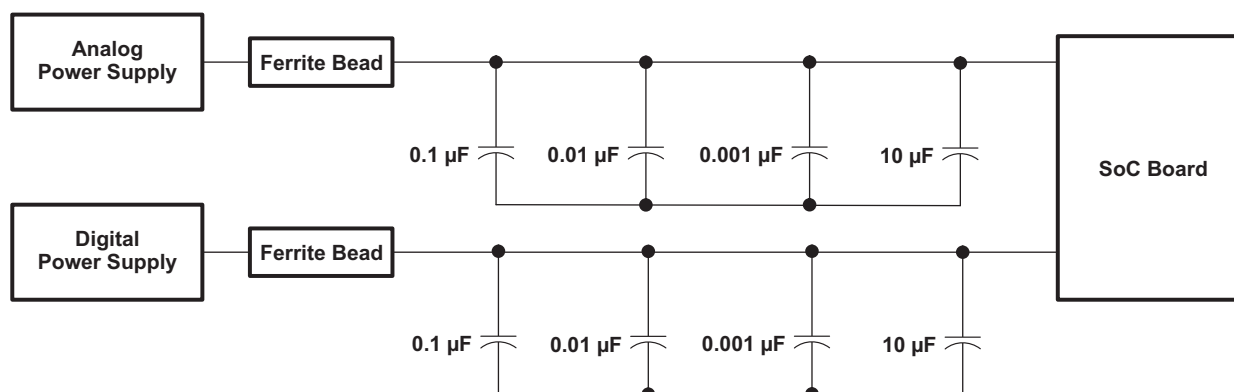 Analog
Power Supply
Ferrite Bead
0.1 µF
0.01 µF
0.001 µF
10 µF
SoC Board
Digital
Power Supply
Ferrite Bead
0.1 µF
0.01 µF
0.001 µF
10 µF